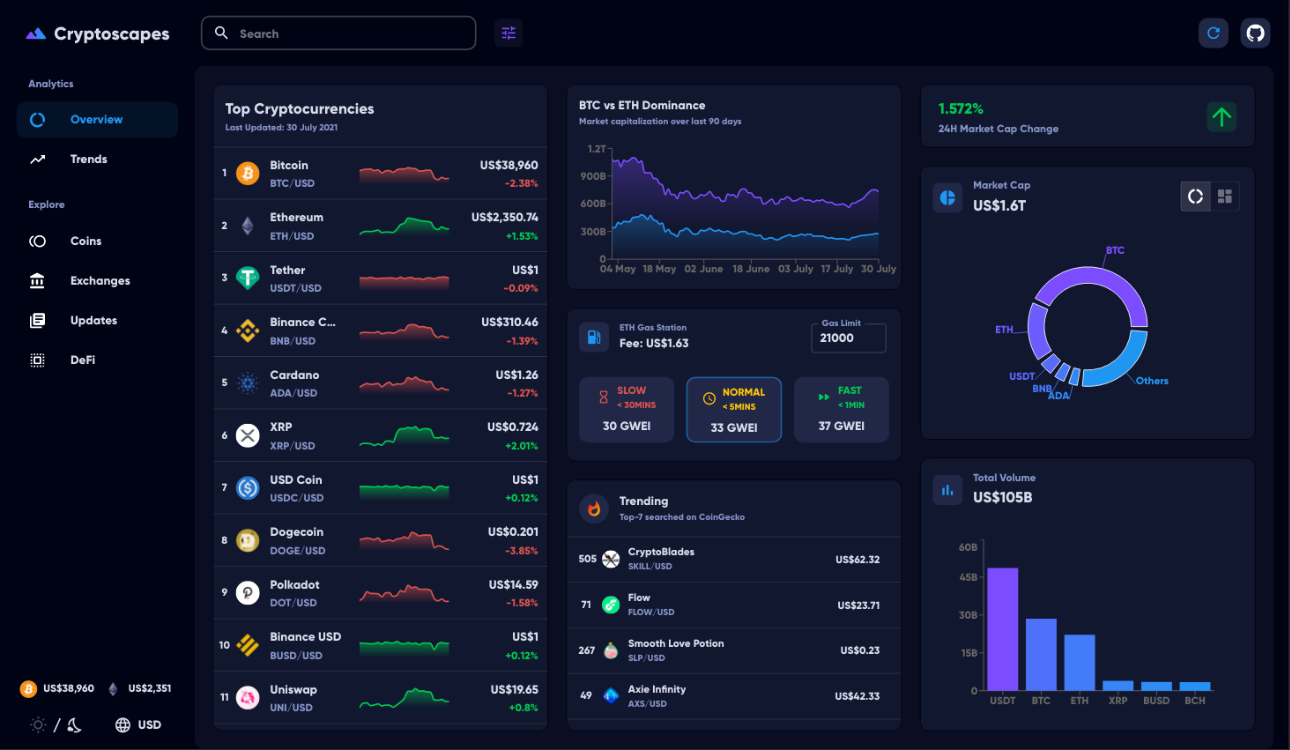 Cryptoscapes
Search
Analytics
Overview
Trends
Explore
Coins
Exchanges
Updates
DeFi
US$38,960
US$2,351
/
USD
Top Cryptocurrencies
Last Updated: 30 July 2021
1 Bitcoin US$38,960
BTC/USD -2.38%
2 Ethereum US$2,350.74
ETH/USD +1.53%
3 Tether US$1
USDT/USD -0.09%
4 Binance C... US$310.46
BNB/USD -1.39%
5 Cardano US$1.26
ADA/USD -1.27%
6 XRP US$0.724
XRP/USD +2.01%
7 USD Coin US$1
USDC/USD +0.12%
8 Dogecoin US$0.201
DOGE/USD -3.85%
9 Polkadot US$14.59
DOT/USD -1.58%
10 Binance USD US$1
BUSD/USD +0.12%
11 Uniswap US$19.65
UNI/USD +0.8%
BTC vs ETH Dominance
Market capitalization over last 90 days
1.2T
900B
600B
300B
0
04 May 18 May 02 June 18 June 03 July 17 July 30 July
ETH Gas Station
Fee: US$1.63
Gas Limit
21000
SLOW
< 30MINS
30 GWEI
NORMAL
< 5MINS
33 GWEI
FAST
< 1MIN
37 GWEI
Trending
Top-7 searched on CoinGecko
505 CryptoBlades US$62.32
SKILL/USD
71 Flow US$23.71
FLOW/USD
267 Smooth Love Potion US$0.23
SLP/USD
49 Axie Infinity US$42.33
AXS/USD
1.572%
24H Market Cap Change
Market Cap
US$1.6T
BTC
ETH
USDT
BNB
ADA
Others
Total Volume
US$105B
60B
45B
30B
15B
0
USDT BTC ETH XRP BUSD BCH